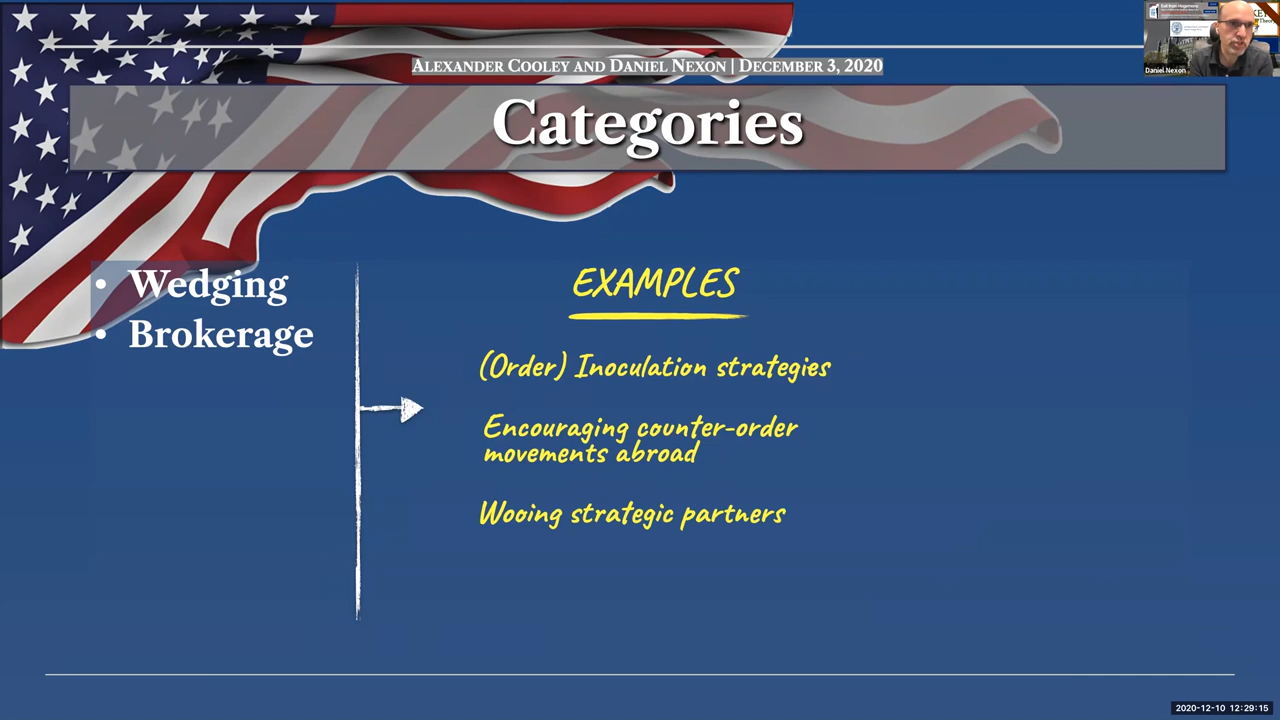 ALEXANDER COOLEY AND DANIEL NEXON | DECEMBER 3, 2020
Daniel Nexon
Categories
• Wedging
• Brokerage
EXAMPLES
(Order) Inoculation strategies
Encouraging counter-order
movements abroad
Wooing strategic partners
2020-12-10 12:29:15